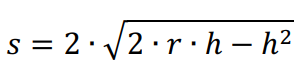 s = 2 · √(2 · r · h − h²)